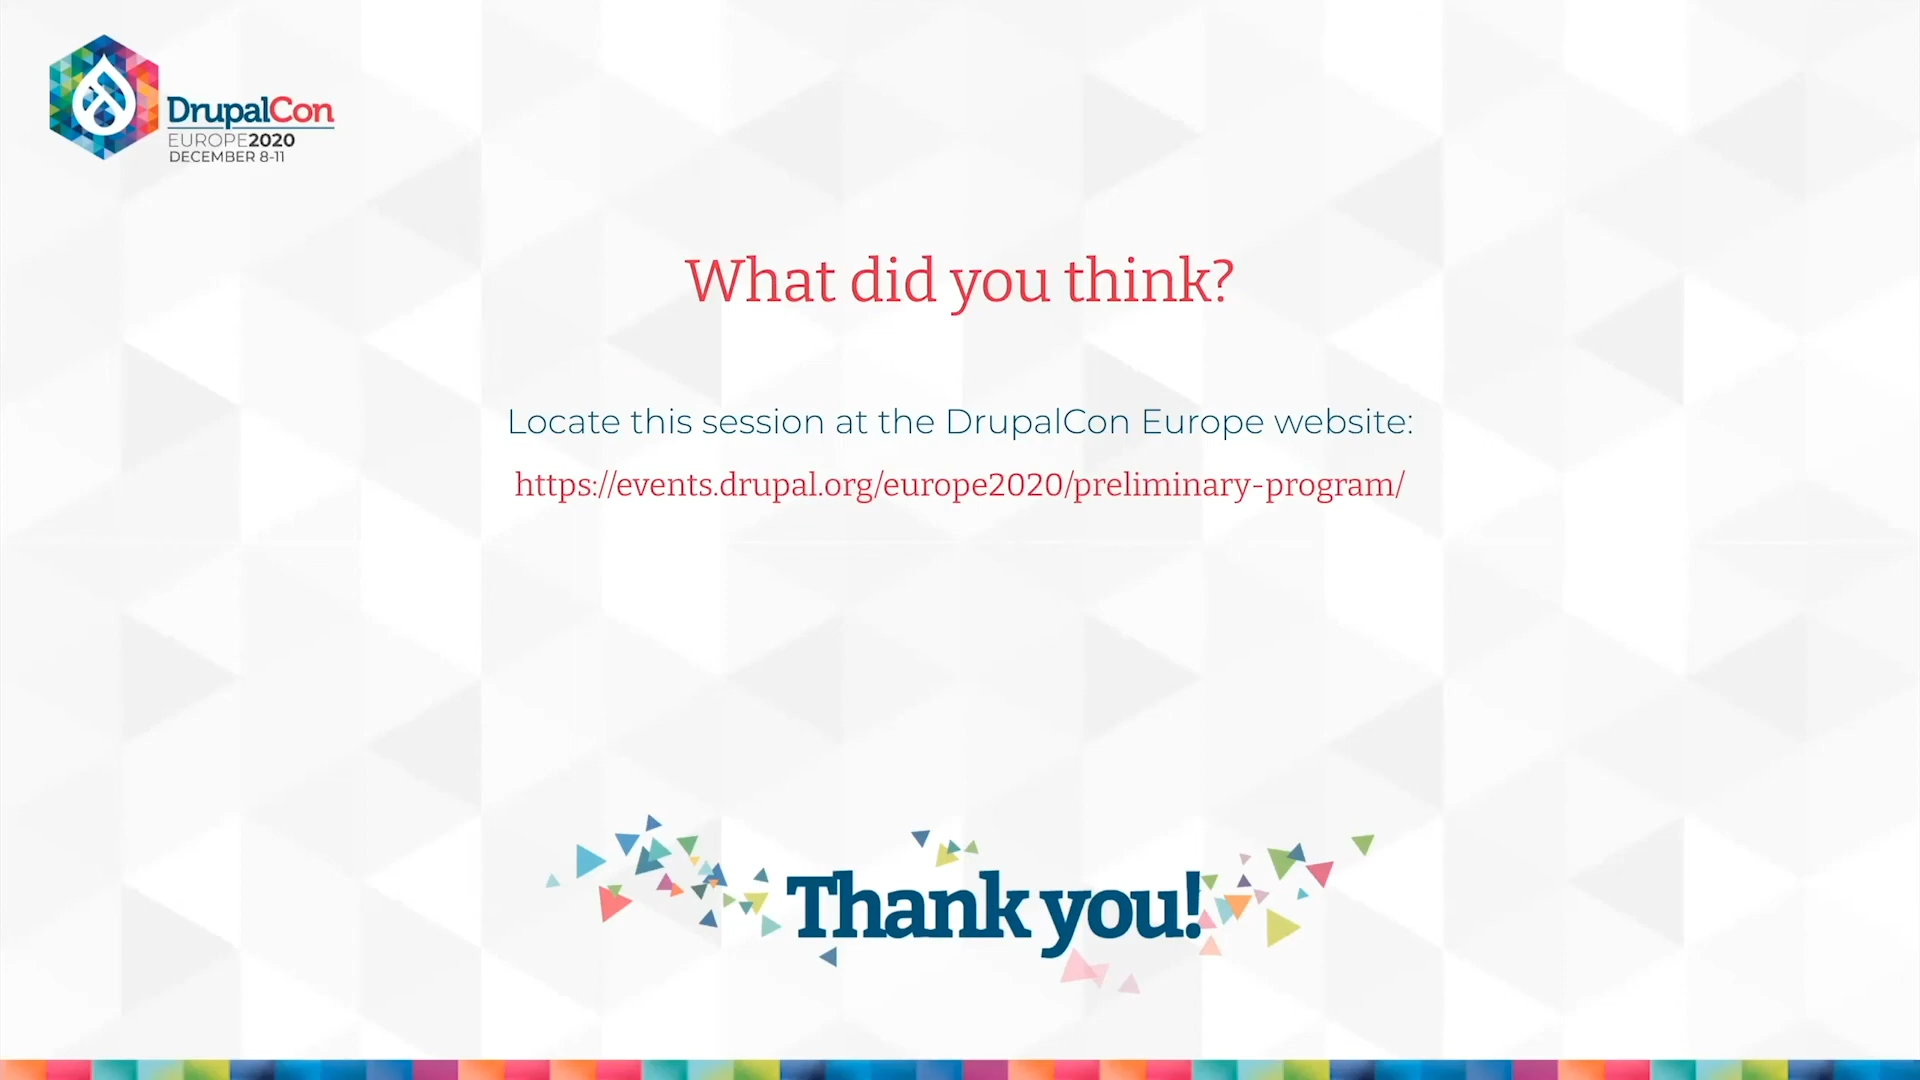 DrupalCon
EUROPE2020
DECEMBER 8-11
What did you think?
Locate this session at the DrupalCon Europe website:
https://events.drupal.org/europe2020/preliminary-program/
Thank you!